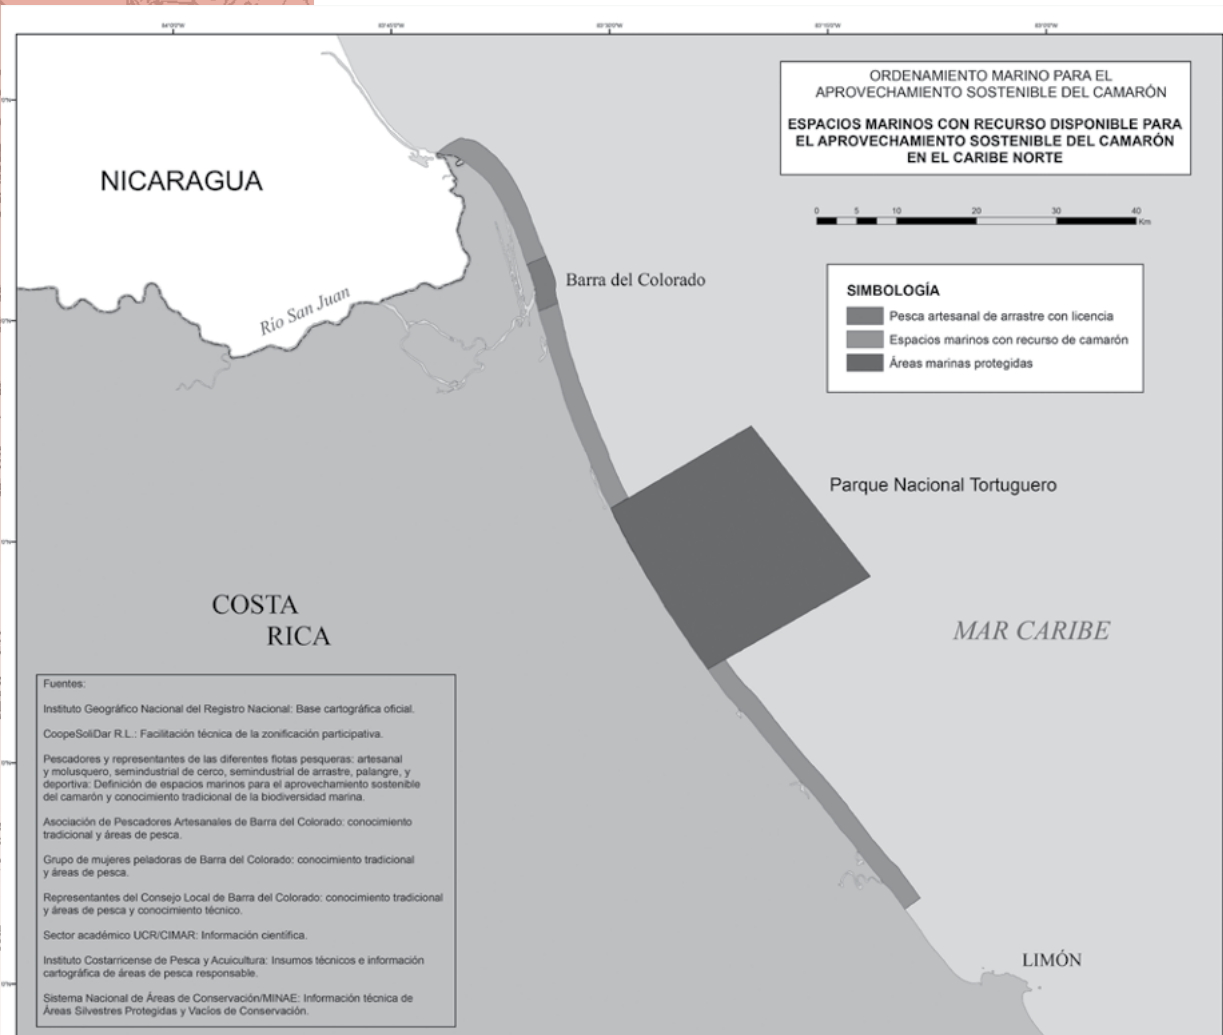 84°0'0"W
83°30'0"W
83°0'0"W
ORDENAMIENTO MARINO PARA EL
APROVECHAMIENTO SOSTENIBLE DEL CAMARÓN
ESPACIOS MARINOS CON RECURSO DISPONIBLE PARA
EL APROVECHAMIENTO SOSTENIBLE DEL CAMARÓN
EN EL CARIBE NORTE
NICARAGUA
0 5 10 20 30 40
Km
Barra del Colorado
SIMBOLOGÍA
Pesca artesanal de arrastre con licencia
Espacios marinos con recurso de camarón
Áreas marinas protegidas
Río San Juan
Parque Nacional Tortuguero
COSTA
RICA
MAR CARIBE
Fuentes:
Instituto Geográfico Nacional del Registro Nacional: Base cartográfica oficial.
CoopeSoliDar R.L.: Facilitación técnica de la zonificación participativa.
Pescadores y representantes de las diferentes flotas pesqueras: artesanal
y molusquero, semindustrial de cerco, semindustrial de arrastre, palangre, y
deportiva: Definición de espacios marinos para el aprovechamiento sostenible
del camarón y conocimiento tradicional de la biodiversidad marina.
Asociación de Pescadores Artesanales de Barra del Colorado: conocimiento
tradicional y áreas de pesca.
Grupo de mujeres peladoras de Barra del Colorado: conocimiento tradicional
y áreas de pesca.
Representantes del Consejo Local de Barra del Colorado: conocimiento tradicional
y áreas de pesca y conocimiento técnico.
Sector académico UCR/CIMAR: Información científica.
Instituto Costarricense de Pesca y Acuicultura: Insumos técnicos e información
cartográfica de áreas de pesca responsable.
Sistema Nacional de Áreas de Conservación/MINAE: Información técnica de
Áreas Silvestres Protegidas y Vacíos de Conservación.
LIMÓN